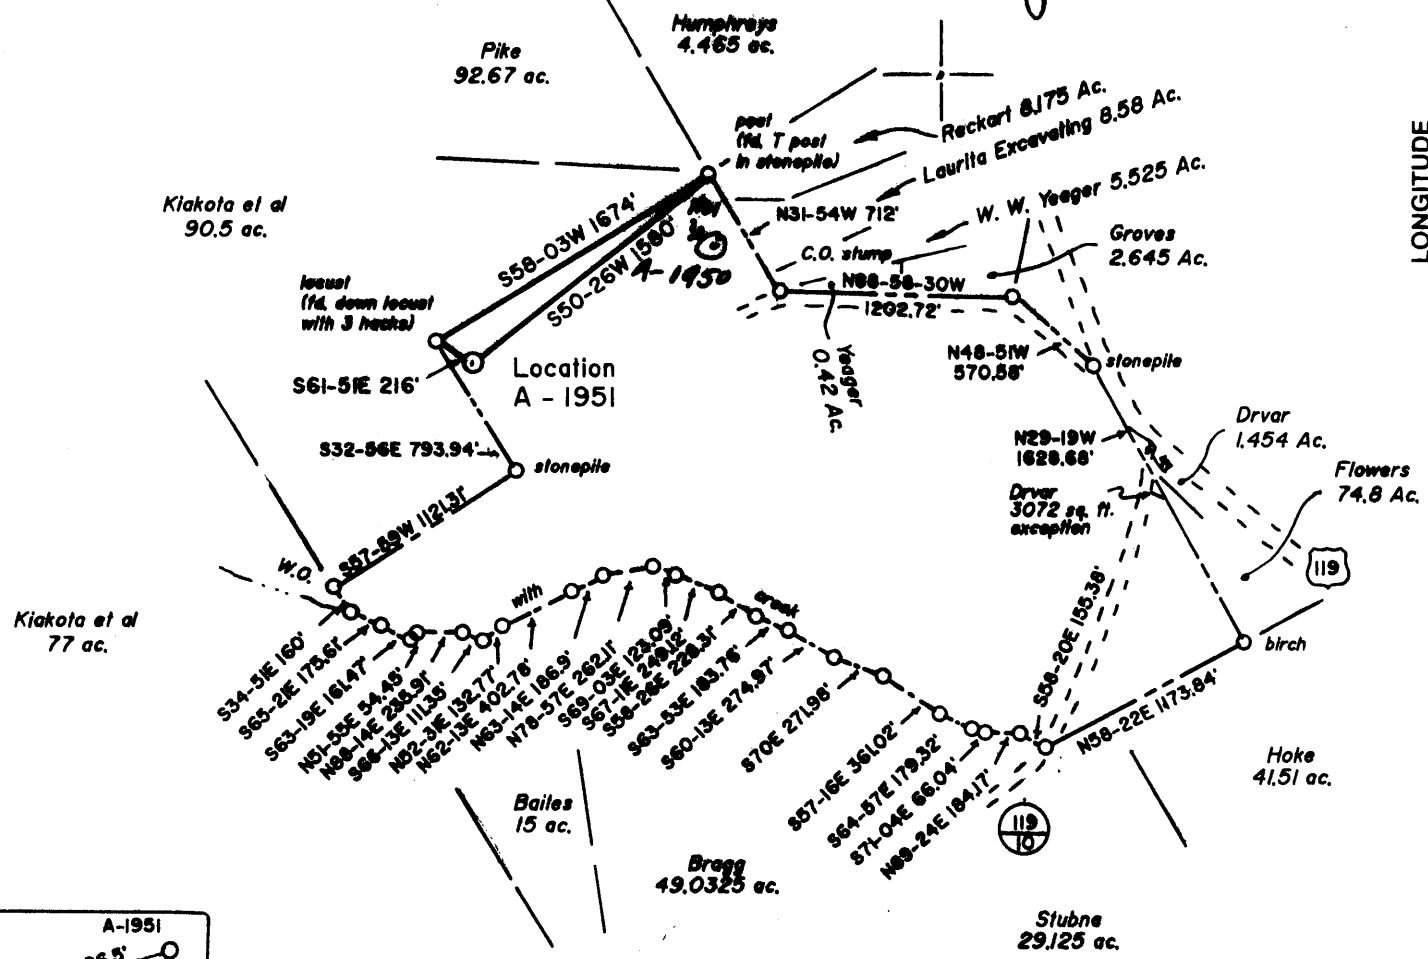 Humphreys
4.465 ac.
Pike
92.67 ac.
post
(fd. T post
in stonepile)
Reckart 8.175 Ac.
Laurita Excavating 8.58 Ac.
W. W. Yeager 5.525 Ac.
LONGITUDE
Kiakota et al
90.5 ac.
S58-03W 1674'
S50-26W 1580'
A-1950
N31-54W 712'
C.O. stump
Groves
2.645 Ac.
N88-58-30W
1202.72'
locust
(fd. down locust
with 3 hacks)
S61-51E 216'
Location
A - 1951
Yeager
0.42 Ac.
N48-51W
570.58'
stonepile
S32-56E 793.94'
stonepile
N29-19W
1628.68'
Drvar
1.454 Ac.
Drvar
3072 sq. ft.
exception
Flowers
74.8 Ac.
119
S57-59W 1121.31'
W.O.
Kiakota et al
77 ac.
with
creek
S58-20E 155.38'
birch
S34-51E 160'
S65-21E 175.61'
S63-19E 161.47'
N51-55E 54.45'
N88-14E 235.91'
S66-13E 111.35'
N52-31E 132.77'
N62-13E 402.78'
N63-14E 186.9'
N78-57E 262.11'
S69-03E 123.09'
S67-11E 249.12'
S58-26E 228.31'
S63-53E 183.76'
S60-13E 274.97'
S70E 271.98'
S57-16E 361.02'
S64-57E 179.32'
S71-04E 66.04'
N89-24E 184.17'
N58-22E 1173.84'
Hoke
41.51 ac.
Bailes
15 ac.
119
10
Bragg
49.0325 ac.
Stubna
29.125 ac.
A-1951